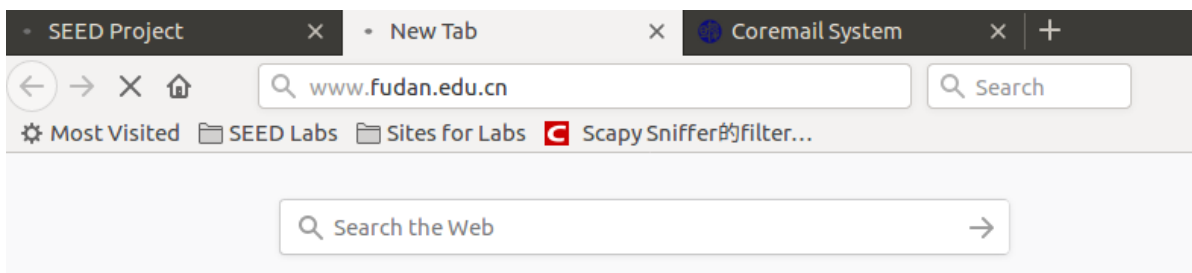 SEED Project New Tab Coremail System
www.fudan.edu.cn Search
Most Visited SEED Labs Sites for Labs C Scapy Sniffer的filter...
Search the Web